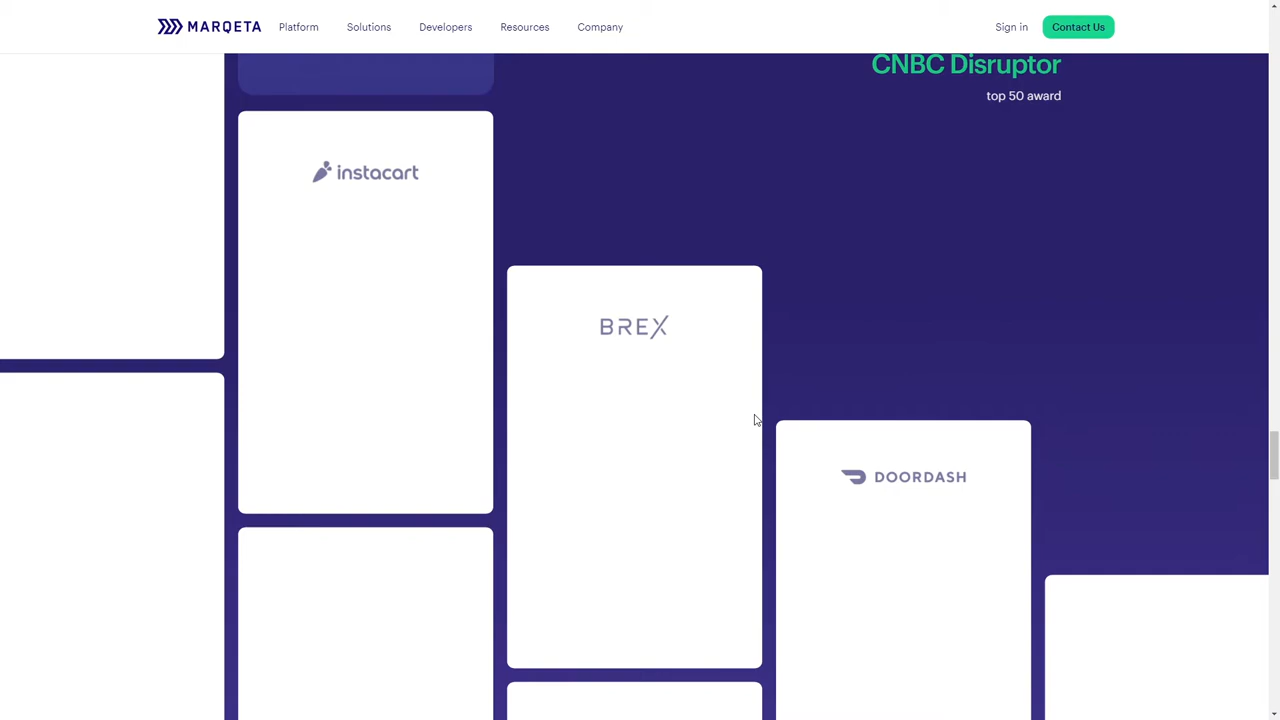 MARQETA
Platform
Solutions
Developers
Resources
Company
Sign in
Contact Us
CNBC Disruptor
top 50 award
instacart
BREX
DOORDASH